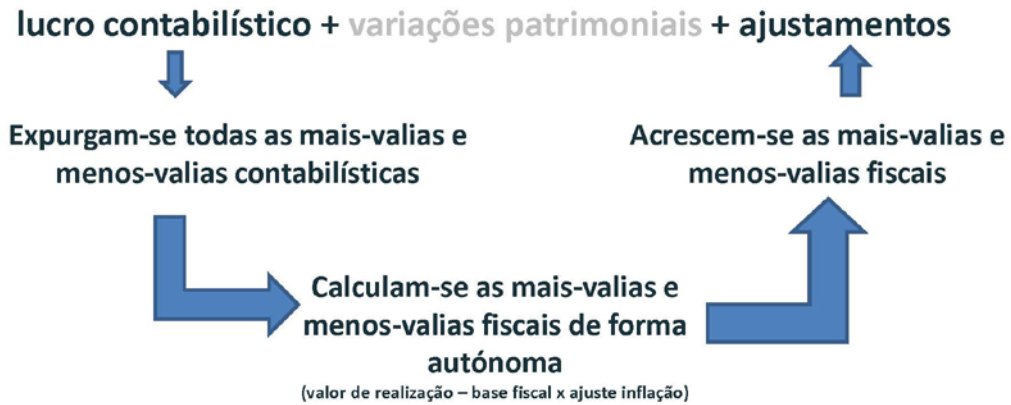 lucro contabilístico + variações patrimoniais + ajustamentos
Expurgam-se todas as mais-valias e
menos-valias contabilísticas
Acrescem-se as mais-valias e
menos-valias fiscais
Calculam-se as mais-valias e
menos-valias fiscais de forma
autónoma
(valor de realização – base fiscal x ajuste inflação)